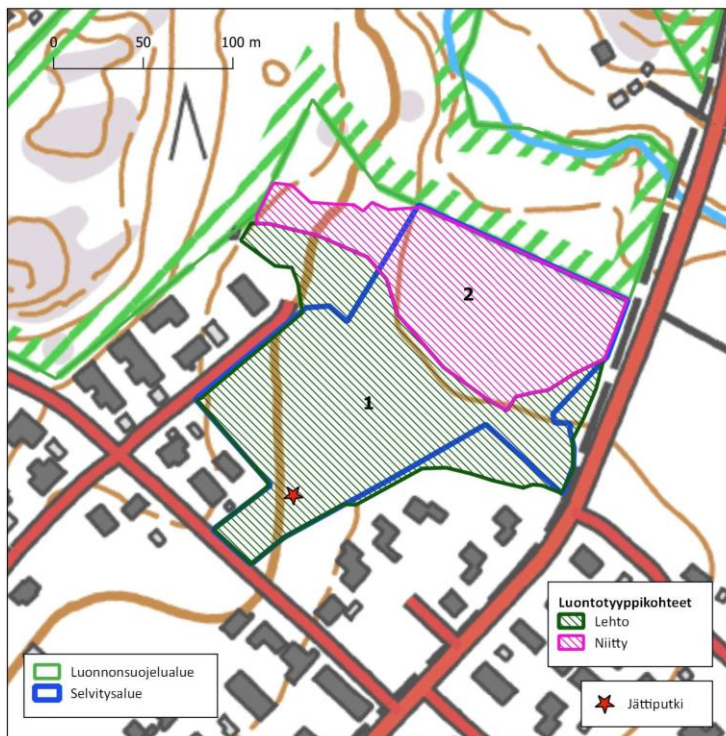 0 50 100 m
2
1
Luontotyyppikohteet
Lehto
Niitty
Luonnonsuojelualue
Selvitysalue
Jättiputki